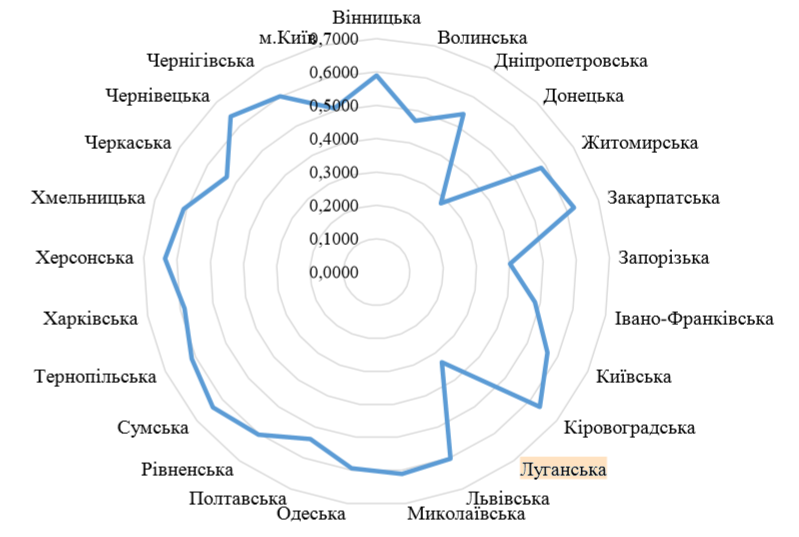 Вінницька
Волинська
Дніпропетровська
Донецька
Житомирська
Закарпатська
Запорізька
Івано-Франківська
Київська
Кіровоградська
Луганська
Львівська
Миколаївська
Одеська
Полтавська
Рівненська
Сумська
Тернопільська
Харківська
Херсонська
Хмельницька
Черкаська
Чернівецька
Чернігівська
м.Київ
0,7000
0,6000
0,5000
0,4000
0,3000
0,2000
0,1000
0,0000